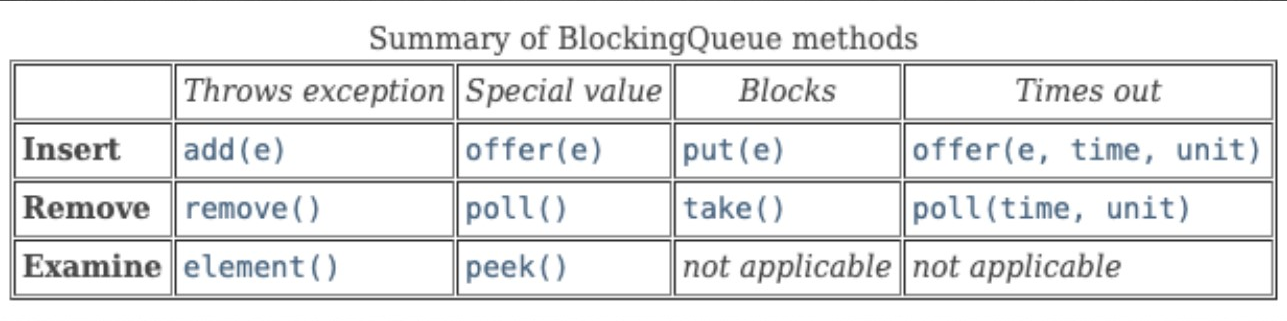 Summary of BlockingQueue methods
Throws exception Special value Blocks Times out
Insert add(e) offer(e) put(e) offer(e, time, unit)
Remove remove() poll() take() poll(time, unit)
Examine element() peek() not applicable not applicable